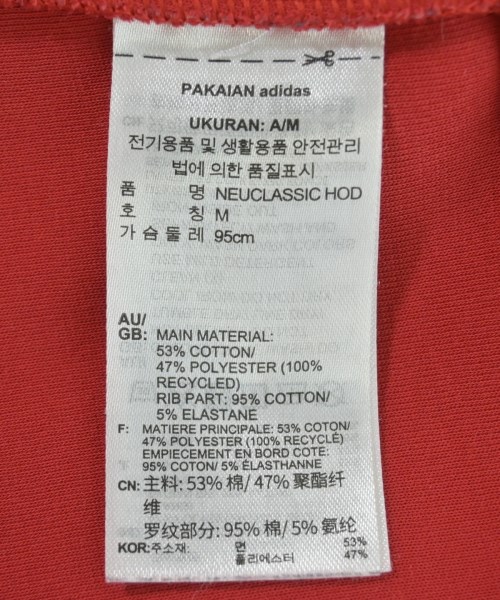 PAKAIAN adidas
UKURAN: A/M
전기용품 및 생활용품 안전관리
법에 의한 품질표시
품 명 NEUCLASSIC HOD
호 칭 M
가 슴 둘 레 95cm
AU/
GB: MAIN MATERIAL:
53% COTTON/
47% POLYESTER (100%
RECYCLED)
RIB PART: 95% COTTON/
5% ELASTANE
F: MATIERE PRINCIPALE: 53% COTON/
47% POLYESTER (100% RECYCLÉ)
EMPIECEMENT EN BORD COTE:
95% COTON/ 5% ÉLASTHANNE
CN: 主料: 53% 棉/ 47% 聚酯纤
维
罗纹部分: 95% 棉/ 5% 氨纶
KOR: 주소재: 면 53%
폴리에스터 47%